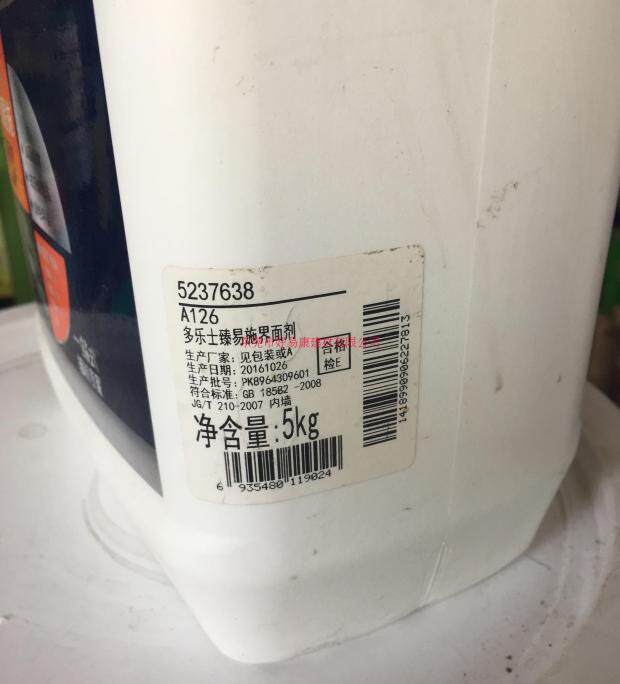 5237638
A126
多乐士臻易施界面剂
生产厂家: 见包装或A
生产日期: 20161026
生产批号: PK8964309601
符合标准: GB 18582 -2008
JG/T 210-2007 内墙
合格
检E
净含量:5kg
6 935480 119024
1418990906227813